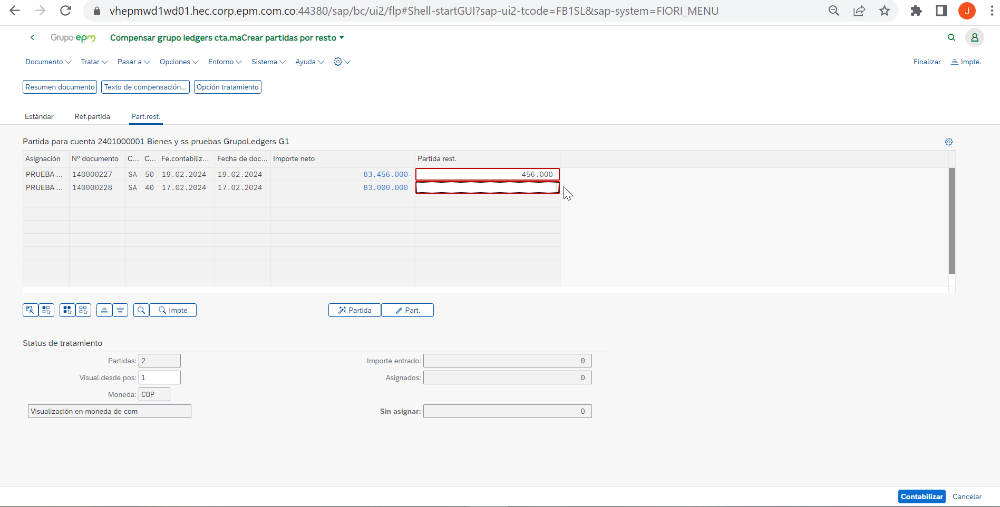 vhepmwd1wd01.hec.corp.epm.com.co:44380/sap/bc/ui2/flp#Shell-startGUI?sap-ui2-tcode=FB1SL&sap-system=FIORI_MENU
J
Grupo·epm
Compensar grupo ledgers cta.maCrear partidas por resto
Documento Tratar Pasar a Opciones Entorno Sistema Ayuda
Finalizar Impte.
Resumen documento Texto de compensación... Opción tratamiento
Estándar Ref.partida Part.rest.
Partida para cuenta 2401000001 Bienes y ss pruebas GrupoLedgers G1
Asignación Nº documento C... C... Fe.contabiliz... Fecha de doc... Importe neto Partida rest.
PRUEBA ... 140000227 SA 50 19.02.2024 19.02.2024 83.456.000- 456.000-
PRUEBA ... 140000228 SA 40 17.02.2024 17.02.2024 83.000.000
Impte Partida Part.
Status de tratamiento
Partidas: 2 Importe entrado: 0
Visual.desde pos: 1 Asignados: 0
Moneda: COP
Visualización en moneda de com Sin asignar: 0
Contabilizar Cancelar